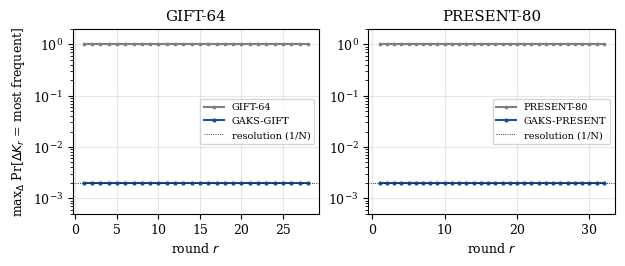 GIFT-64
PRESENT-80
max_Δ Pr[ΔK_r = most frequent]
10^0
10^−1
10^−2
10^−3
GIFT-64
GAKS-GIFT
resolution (1/N)
0 5 10 15 20 25
round r
10^0
10^−1
10^−2
10^−3
PRESENT-80
GAKS-PRESENT
resolution (1/N)
0 10 20 30
round r